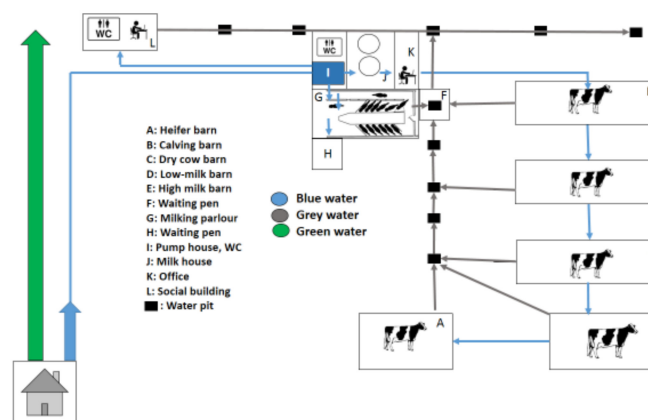 WC
L
WC
K
I
J
G
F
H
A: Heifer barn
B: Calving barn
C: Dry cow barn
D: Low-milk barn
E: High milk barn
F: Waiting pen
G: Milking parlour
H: Waiting pen
I: Pump house, WC
J: Milk house
K: Office
L: Social building
: Water pit
Blue water
Grey water
Green water
A